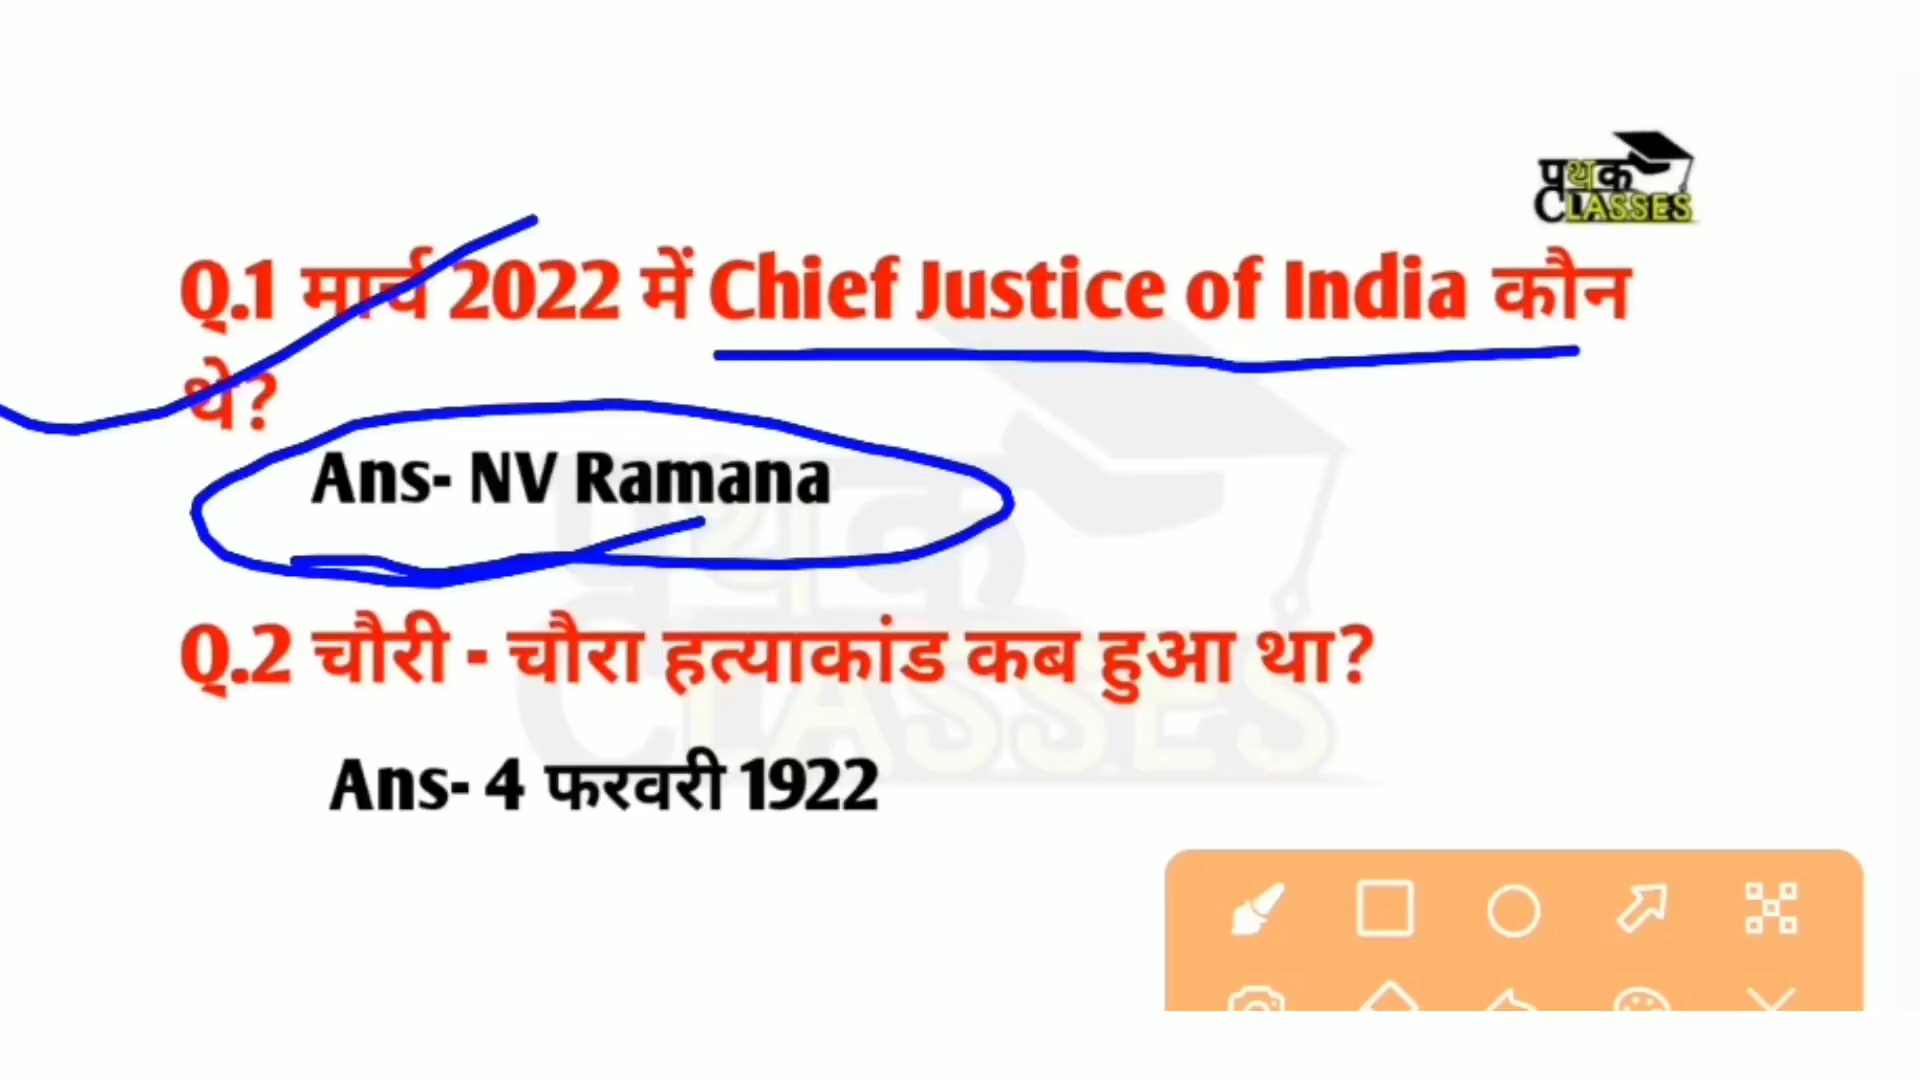 पृथक
CLASSES
Q.1 मार्च 2022 में Chief Justice of India कौन
थे?
Ans- NV Ramana
Q.2 चौरी - चौरा हत्याकांड कब हुआ था?
Ans- 4 फरवरी 1922